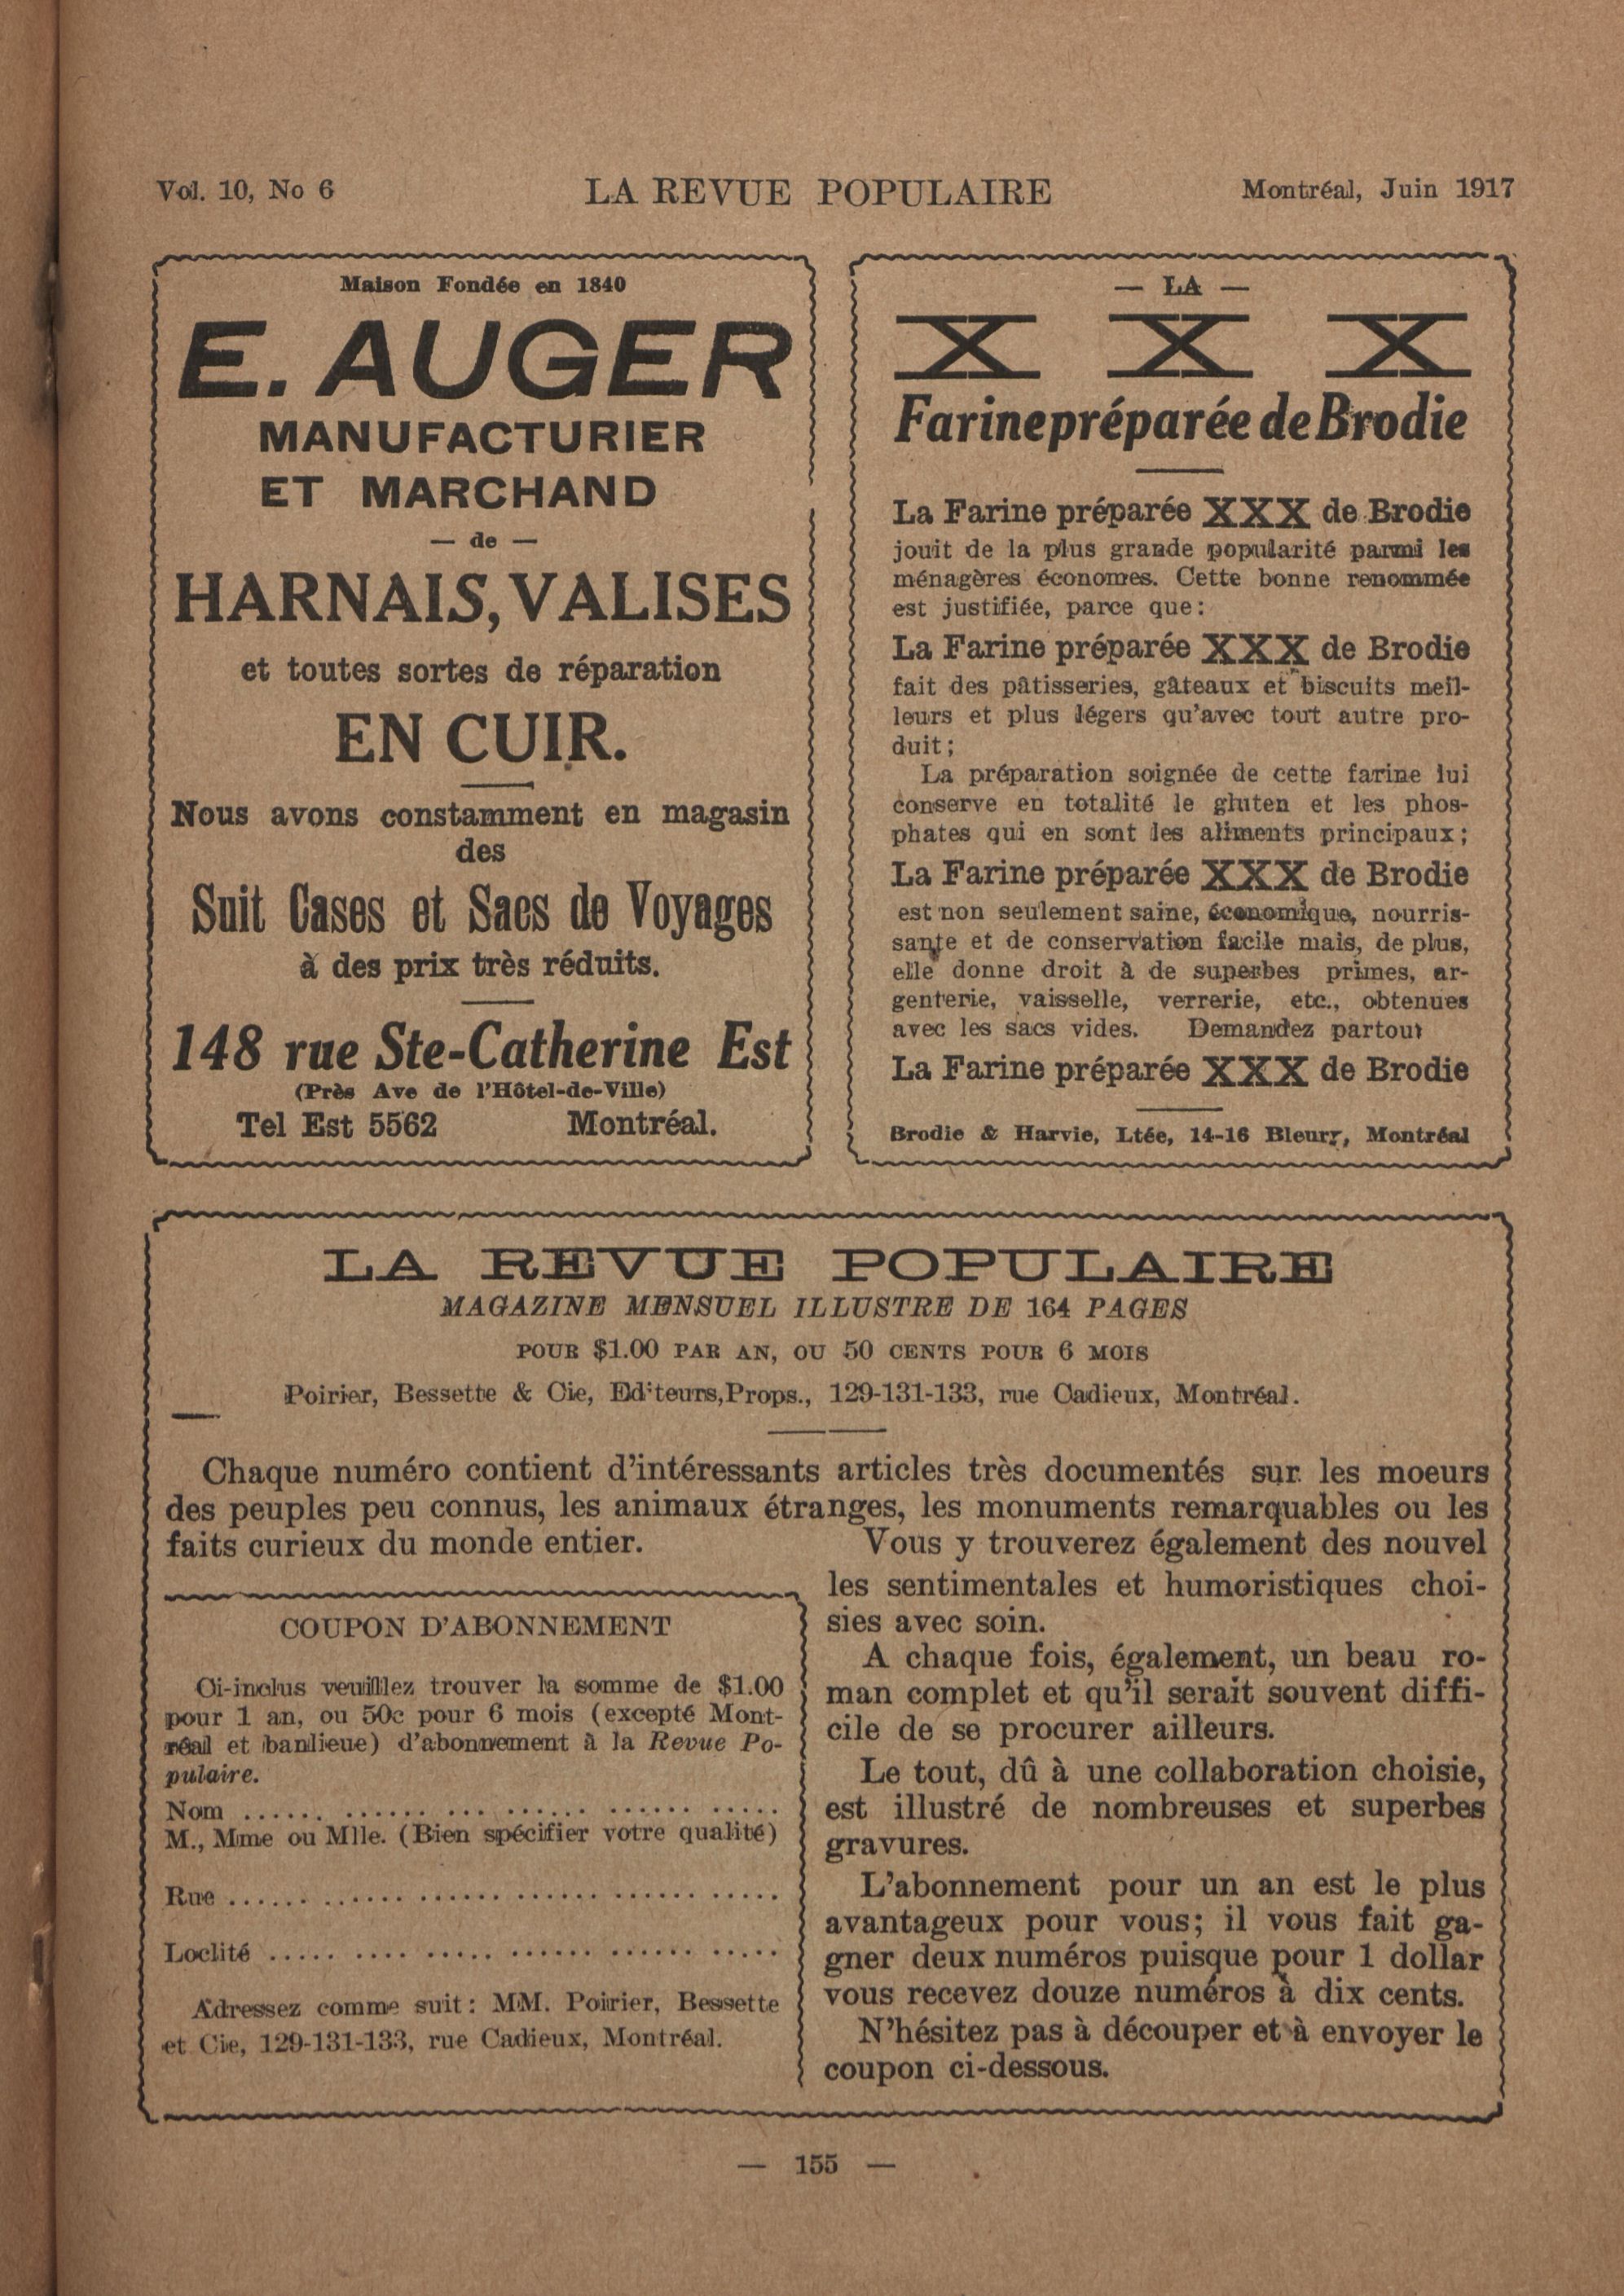 Vol. 10, No 6 LA REVUE POPULAIRE Montréal, Juin 1917
Maison Fondée en 1840
E. AUGER
MANUFACTURIER
ET MARCHAND
— de —
HARNAIS, VALISES
et toutes sortes de réparation
EN CUIR.
Nous avons constamment en magasin
des
Suit Cases et Sacs de Voyages
à des prix très réduits.
148 rue Ste-Catherine Est
(Près Ave de l'Hôtel-de-Ville)
Tel Est 5562 Montréal.
— LA —
X X X
Farine préparée de Brodie
La Farine préparée XXX de Brodie
jouit de la plus grande popularité parmi les
ménagères économes. Cette bonne renommée
est justifiée, parce que:
La Farine préparée XXX de Brodie
fait des pâtisseries, gâteaux et biscuits meil-
leurs et plus légers qu'avec tout autre pro-
duit;
La préparation soignée de cette farine lui
conserve en totalité le gluten et les phos-
phates qui en sont les aliments principaux;
La Farine préparée XXX de Brodie
est non seulement saine, économique, nourris-
sante et de conservation facile mais, de plus,
elle donne droit à de superbes primes, ar-
genterie, vaisselle, verrerie, etc., obtenues
avec les sacs vides. Demandez partout
La Farine préparée XXX de Brodie
Brodie & Harvie, Ltée, 14-16 Bleury, Montréal
LA REVUE POPULAIRE
MAGAZINE MENSUEL ILLUSTRE DE 164 PAGES
POUR $1.00 PAR AN, OU 50 CENTS POUR 6 MOIS
Poirier, Bessette & Cie, Editeurs,Props., 129-131-133, rue Cadieux, Montréal.
Chaque numéro contient d'intéressants articles très documentés sur les moeurs
des peuples peu connus, les animaux étranges, les monuments remarquables ou les
faits curieux du monde entier.
Vous y trouverez également des nouvel
les sentimentales et humoristiques choi-
sies avec soin.
A chaque fois, également, un beau ro-
man complet et qu'il serait souvent diffi-
cile de se procurer ailleurs.
Le tout, dû à une collaboration choisie,
est illustré de nombreuses et superbes
gravures.
L'abonnement pour un an est le plus
avantageux pour vous; il vous fait ga-
gner deux numéros puisque pour 1 dollar
vous recevez douze numéros à dix cents.
N'hésitez pas à découper et à envoyer le
coupon ci-dessous.
COUPON D'ABONNEMENT
Ci-inclus veuillez trouver la somme de $1.00
pour 1 an, ou 50c pour 6 mois (excepté Mont-
réal et banlieue) d'abonnement à la Revue Po-
pulaire.
Nom ...... ...... ... ...... ...... .....
M., Mme ou Mlle. (Bien spécifier votre qualité)
Rue ...... ...... ...... ...... ...... .....
Loclité ..... .... ..... ...... ...... .....
Adressez comme suit: MM. Poirier, Bessette
et Cie, 129-131-133, rue Cadieux, Montréal.
— 155 —